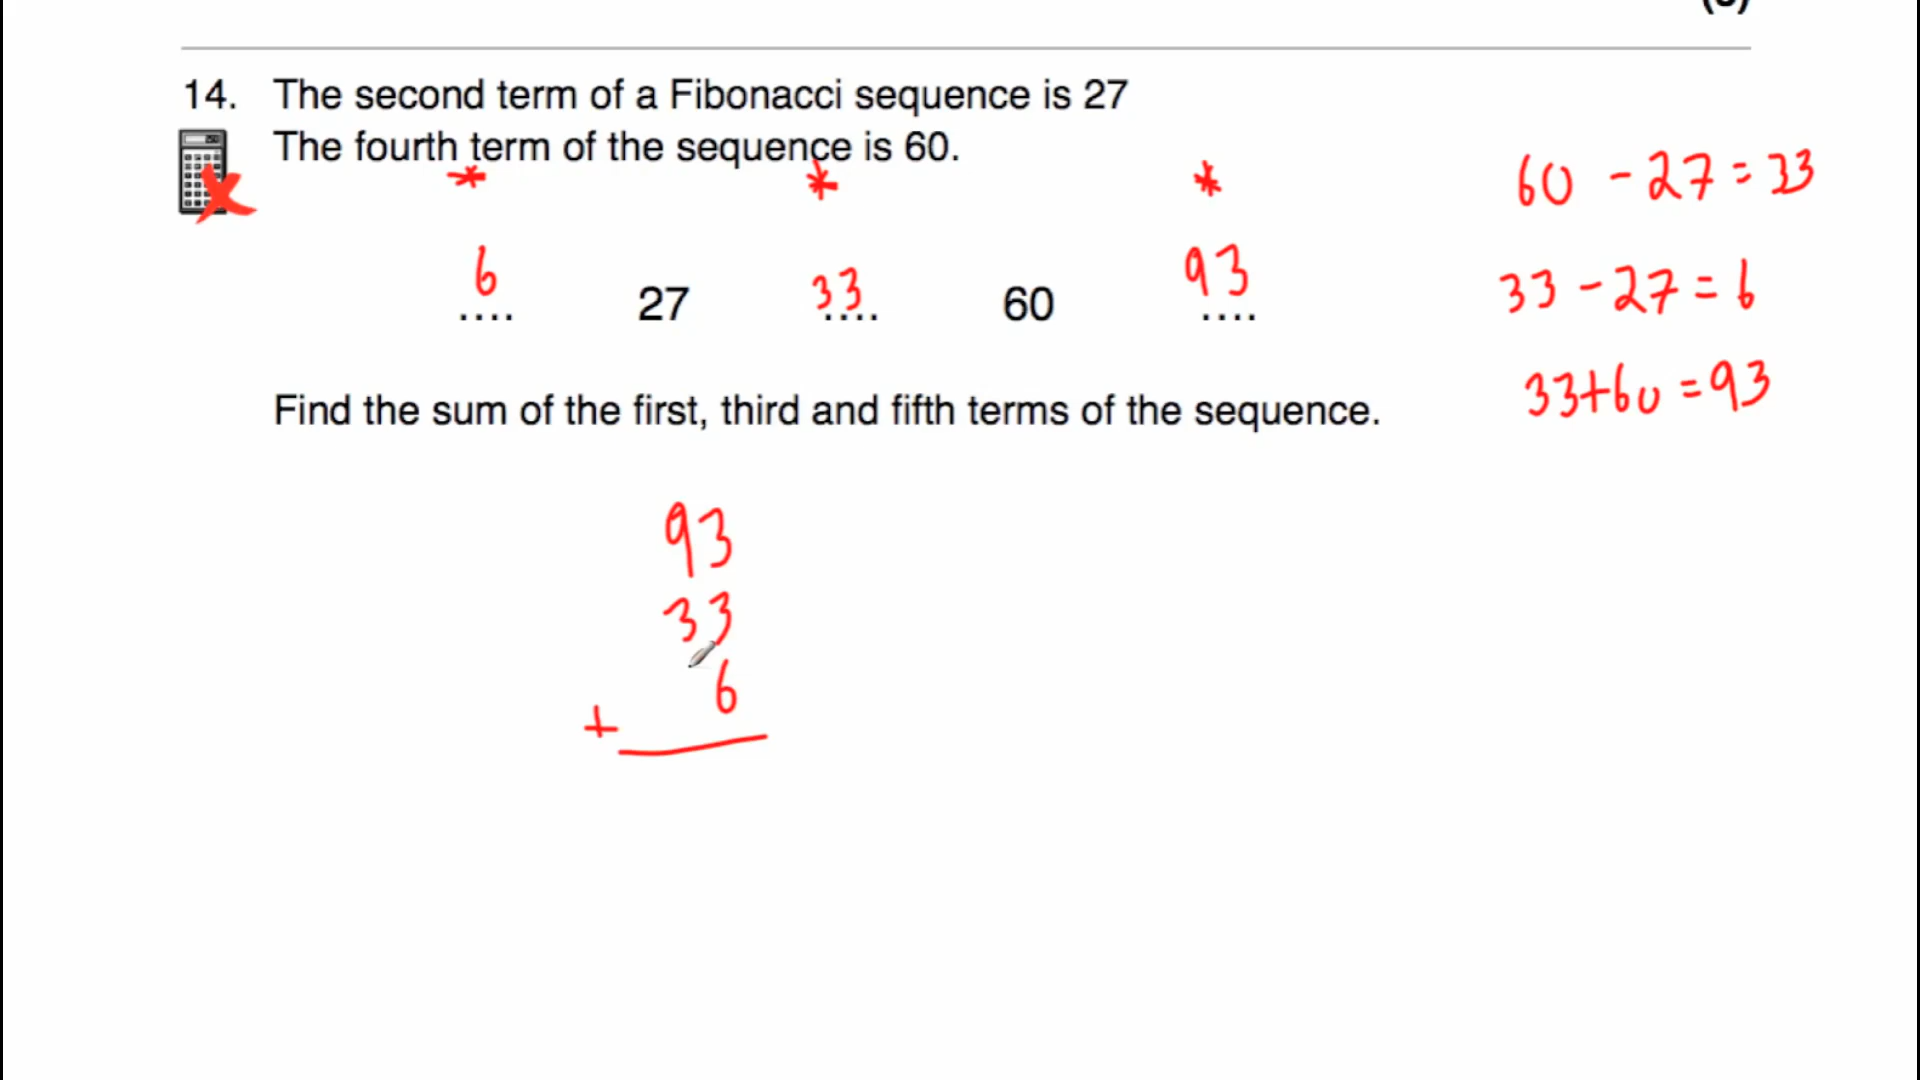 14. The second term of a Fibonacci sequence is 27
The fourth term of the sequence is 60.
* * *
60 - 27 = 33
6 27 33 60 93
.... .... ....
33 - 27 = 6
33+60 = 93
Find the sum of the first, third and fifth terms of the sequence.
93
33
6
+